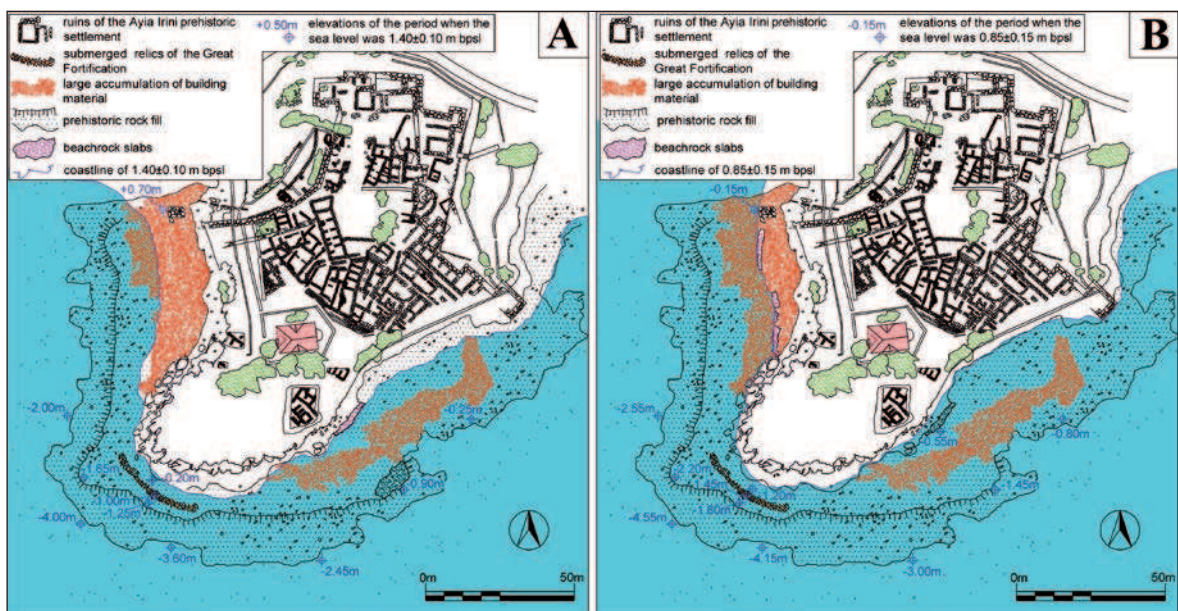 ruins of the Ayia Irini prehistoric
settlement
submerged relics of the Great
Fortification
large accumulation of building
material
prehistoric rock fill
beachrock slabs
coastline of 1.40±0.10 m bpsl
+0.50m
elevations of the period when the
sea level was 1.40±0.10 m bpsl
A
+0.70m
-2.00m
-0.25m
-1.65m
-0.20m
-0.90m
-1.00m
-1.25m
-4.00m
-3.60m
-2.45m
0m
50m
ruins of the Ayia Irini prehistoric
settlement
submerged relics of the
Great Fortification
large accumulation of building
material
prehistoric rock fill
beachrock slabs
coastline of 0.85±0.15 m bpsl
-0.15m
elevations of the period when the
sea level was 0.85±0.15 m bpsl
B
-0.15m
-2.55m
-0.80m
-0.55m
-2.20m
-1.45m
-1.20m
-1.45m
-1.80m
-4.55m
-4.15m
-3.00m
0m
50m